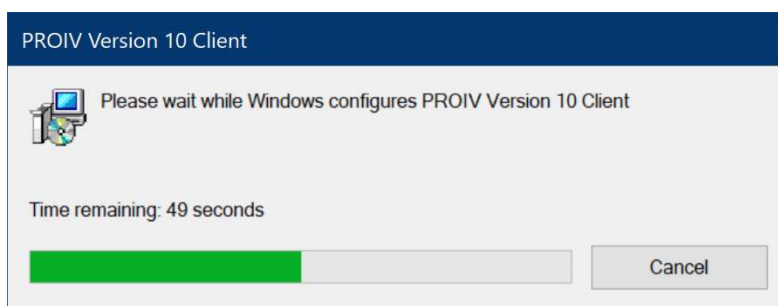 PROIV Version 10 Client
Please wait while Windows configures PROIV Version 10 Client
Time remaining: 49 seconds
Cancel